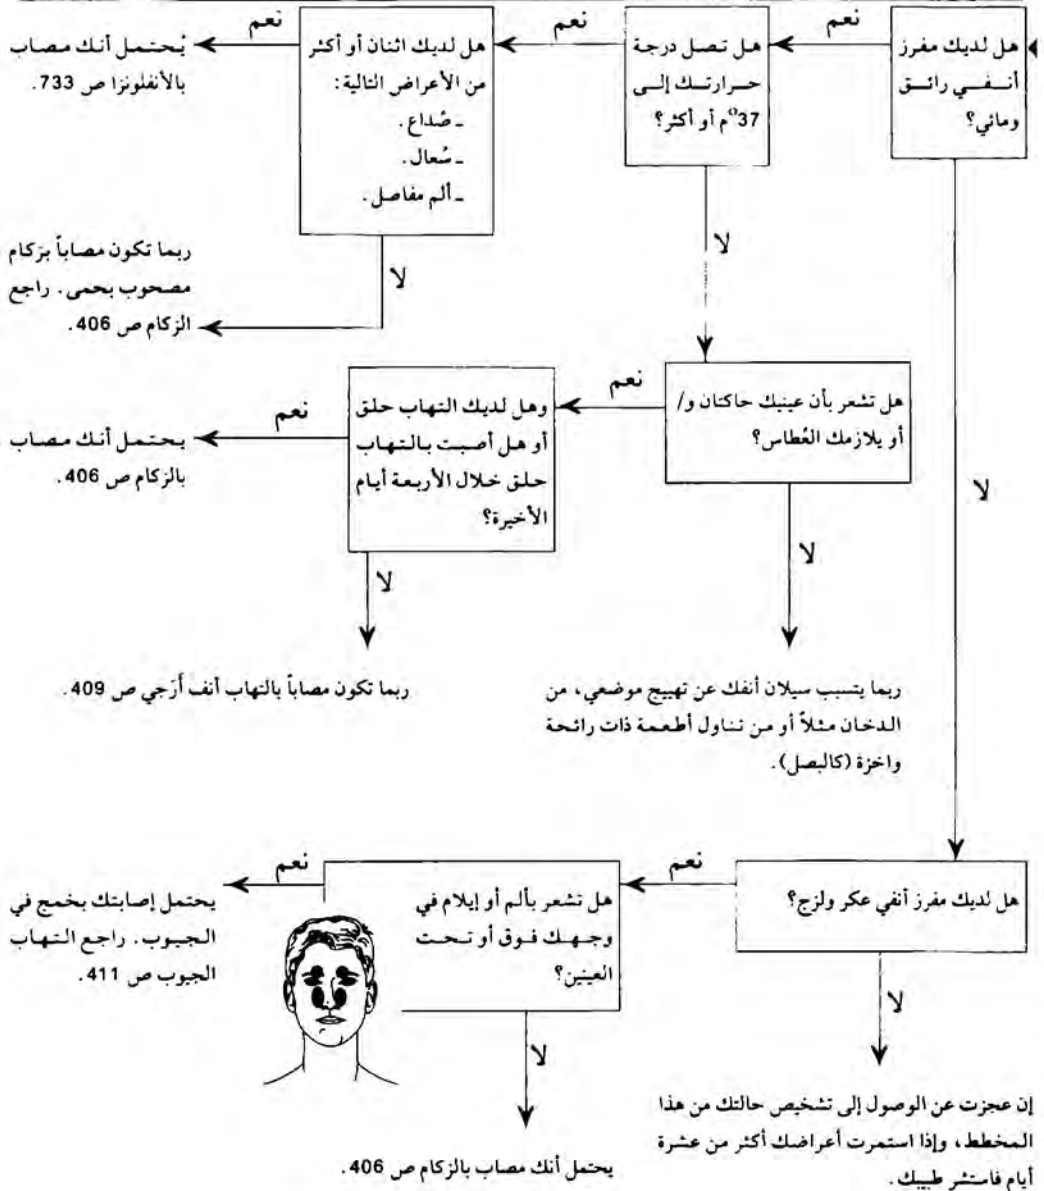 هل لديك مفرز
أنفي رائق
ومائي؟
نعم
هل تصل درجة
حرارتك إلى
37°م أو أكثر؟
نعم
هل لديك اثنان أو أكثر
من الأعراض التالية:
ـ صُداع.
ـ سُعال.
ـ ألم مفاصل.
نعم
يُحتمل أنك مصاب
بالأنفلونزا ص 733.
لا
ربما تكون مصاباً بزكام
مصحوب بحمى. راجع
الزكام ص 406.
لا
هل تشعر بأن عينيك حاكتان و/
أو يلازمك العُطاس؟
نعم
وهل لديك التهاب حلق
أو هل أصبت بالتهاب
حلق خلال الأربعة أيام
الأخيرة؟
نعم
يحتمل أنك مصاب
بالزكام ص 406.
لا
ربما تكون مصاباً بالتهاب أنف أرَجي ص 409.
لا
ربما يتسبب سيلان أنفك عن تهييج موضعي، من
الدخان مثلاً أو من تناول أطعمة ذات رائحة
واخزة (كالبصل).
لا
هل لديك مفرز أنفي عكر ولزج؟
نعم
هل تشعر بألم أو إيلام في
وجهك فوق أو تحت
العينين؟
نعم
يحتمل إصابتك بخمج في
الجيوب. راجع التهاب
الجيوب ص 411.
لا
يحتمل أنك مصاب بالزكام ص 406.
لا
إن عجزت عن الوصول إلى تشخيص حالتك من هذا
المخطط، وإذا استمرت أعراضك أكثر من عشرة
أيام فاستشر طبيبك.